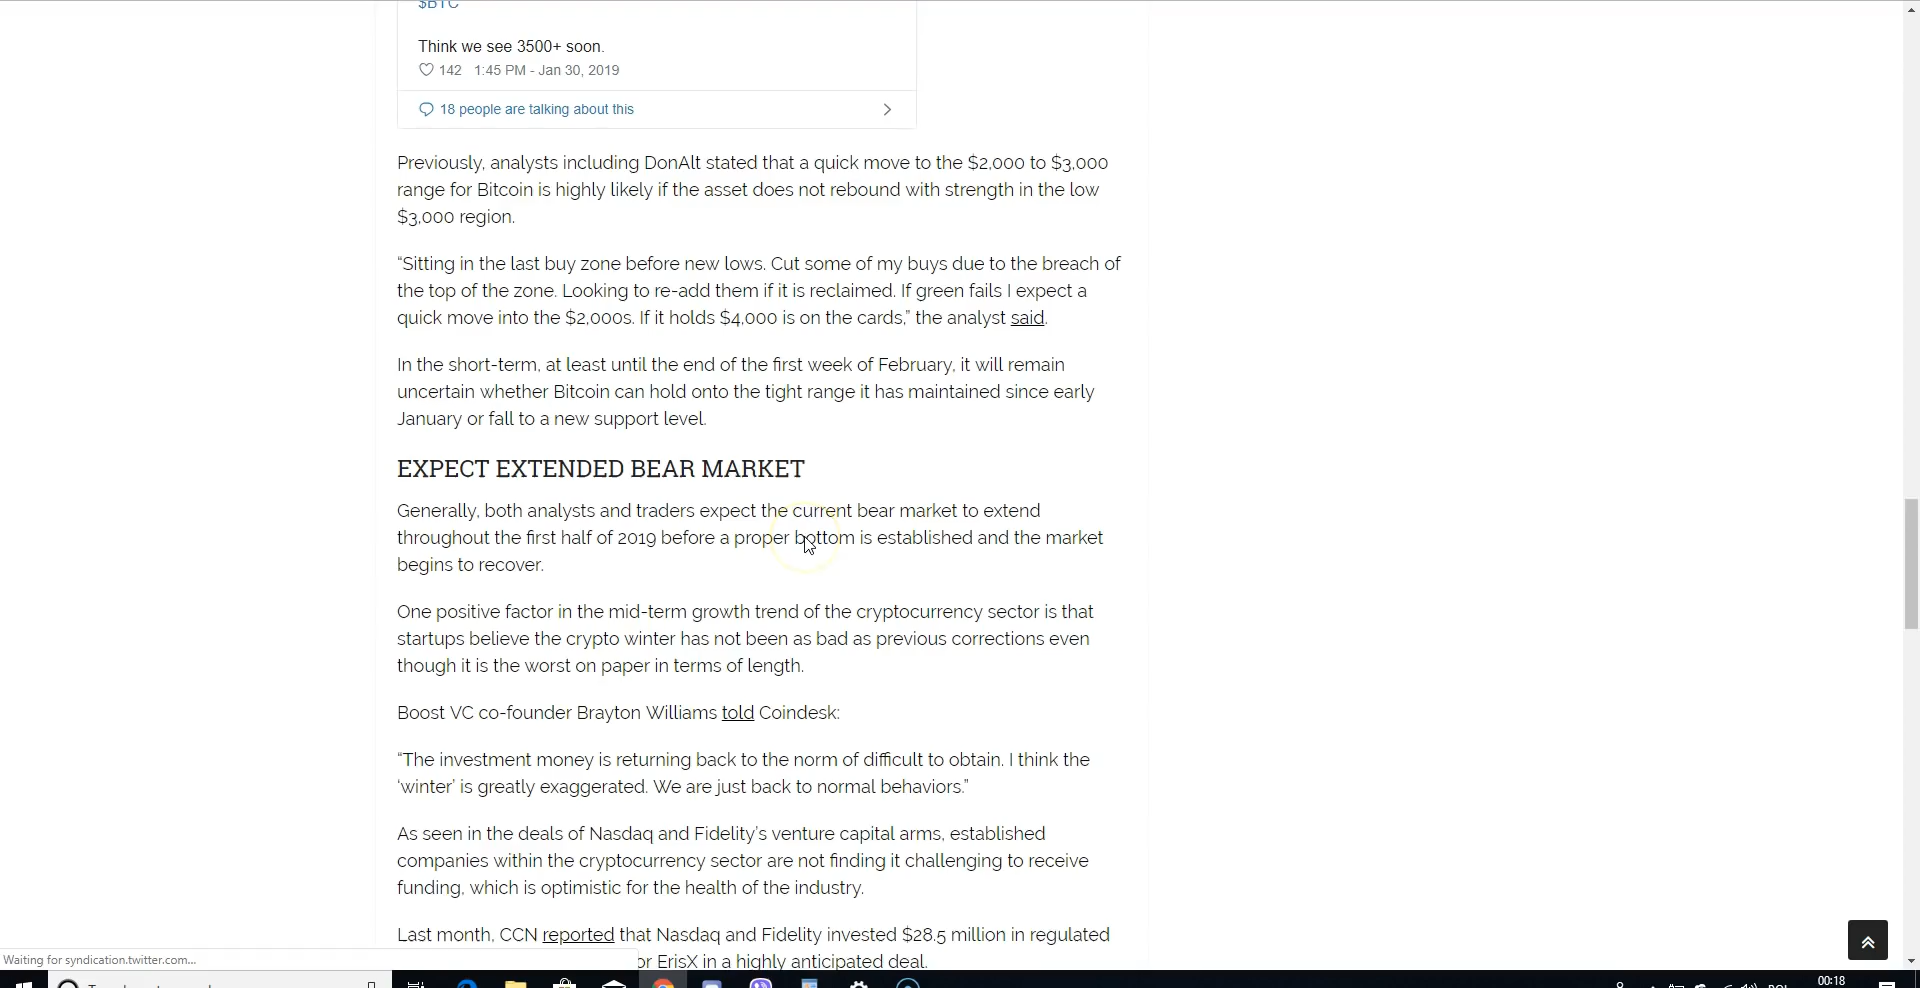 $BTC
Think we see 3500+ soon.
142 1:45 PM - Jan 30, 2019
18 people are talking about this
Previously, analysts including DonAlt stated that a quick move to the $2,000 to $3,000
range for Bitcoin is highly likely if the asset does not rebound with strength in the low
$3,000 region.
“Sitting in the last buy zone before new lows. Cut some of my buys due to the breach of
the top of the zone. Looking to re-add them if it is reclaimed. If green fails I expect a
quick move into the $2,000s. If it holds $4,000 is on the cards,” the analyst said.
In the short-term, at least until the end of the first week of February, it will remain
uncertain whether Bitcoin can hold onto the tight range it has maintained since early
January or fall to a new support level.
EXPECT EXTENDED BEAR MARKET
Generally, both analysts and traders expect the current bear market to extend
throughout the first half of 2019 before a proper bottom is established and the market
begins to recover.
One positive factor in the mid-term growth trend of the cryptocurrency sector is that
startups believe the crypto winter has not been as bad as previous corrections even
though it is the worst on paper in terms of length.
Boost VC co-founder Brayton Williams told Coindesk:
“The investment money is returning back to the norm of difficult to obtain. I think the
‘winter’ is greatly exaggerated. We are just back to normal behaviors.”
As seen in the deals of Nasdaq and Fidelity’s venture capital arms, established
companies within the cryptocurrency sector are not finding it challenging to receive
funding, which is optimistic for the health of the industry.
Last month, CCN reported that Nasdaq and Fidelity invested $28.5 million in regulated
or ErisX in a highly anticipated deal.
Waiting for syndication.twitter.com...
00:18